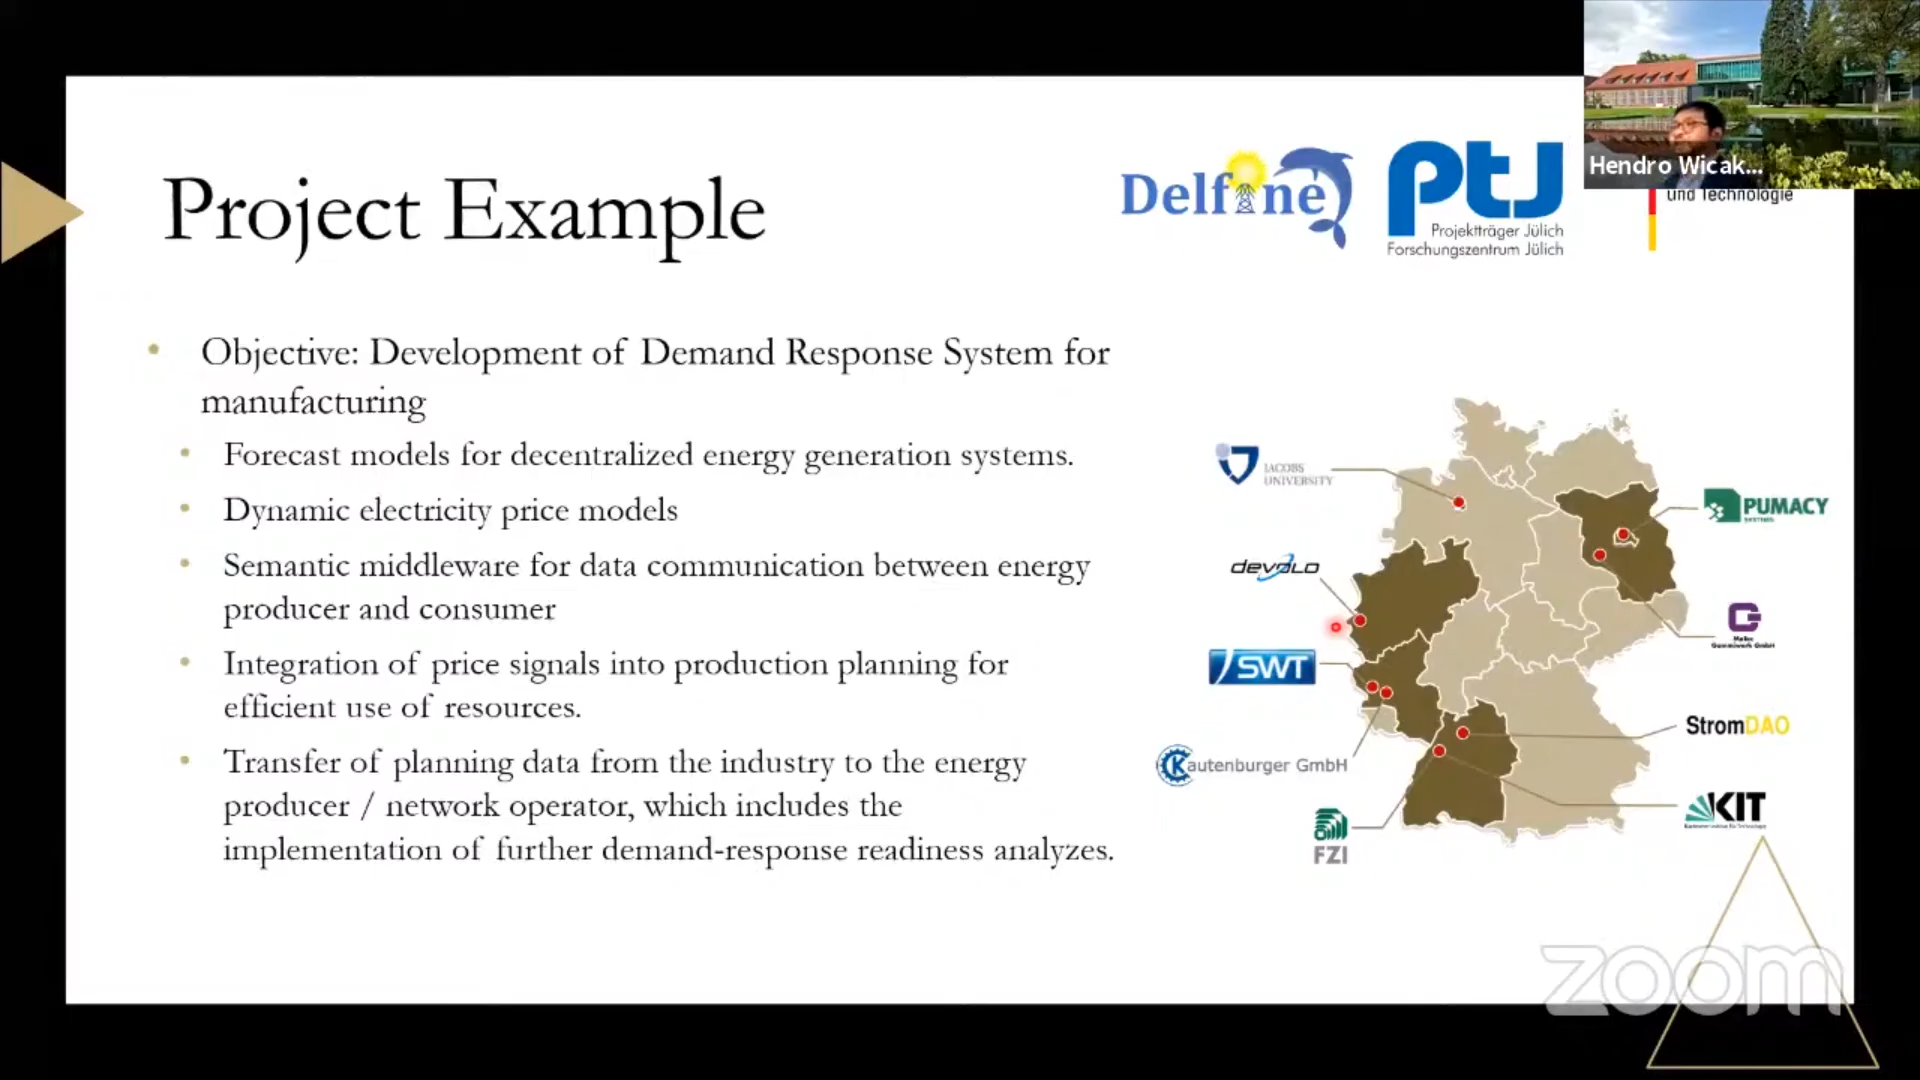 Hendro Wicak...
und Technologie
Project Example
Delfine
ptJ
Projektträger Jülich
Forschungszentrum Jülich
Objective: Development of Demand Response System for
manufacturing
Forecast models for decentralized energy generation systems.
Dynamic electricity price models
Semantic middleware for data communication between energy
producer and consumer
Integration of price signals into production planning for
efficient use of resources.
Transfer of planning data from the industry to the energy
producer / network operator, which includes the
implementation of further demand-response readiness analyzes.
JACOBS
UNIVERSITY
PUMACY
devolo
SWT
Gummiwerk GmbH
StromDAO
Kautenburger GmbH
FZI
KIT
zoom